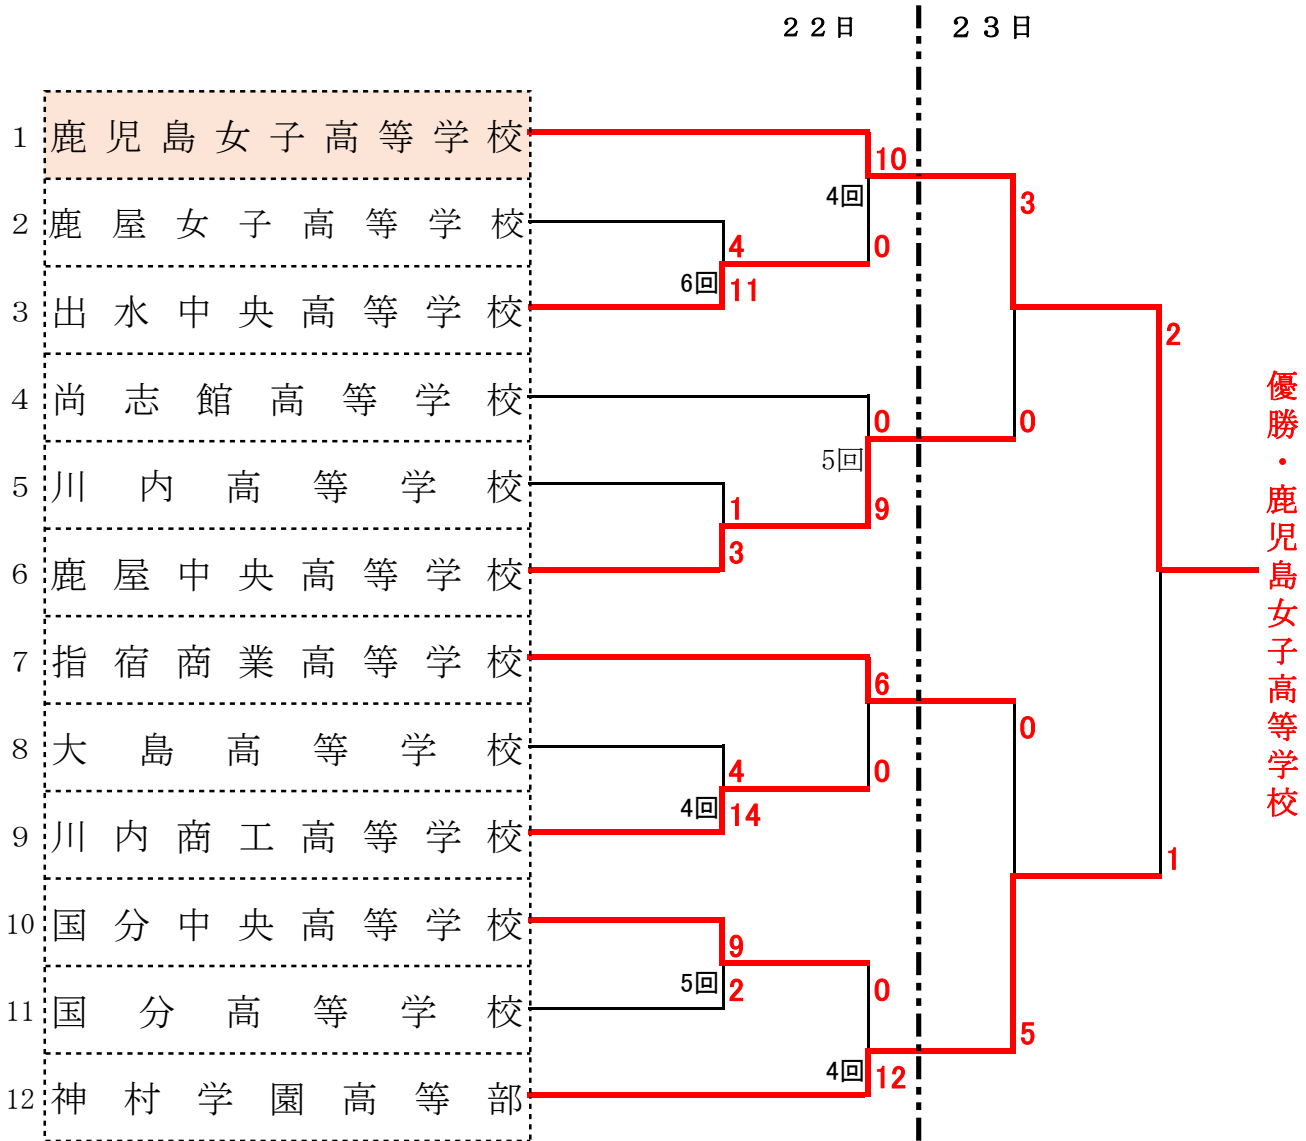 ２２日 ２３日
1 鹿児島女子高等学校
10
4回
3
2 鹿屋女子高等学校
4
0
6回
11
3 出水中央高等学校
2
4 尚志館高等学校
0
0
5回
5 川内高等学校
1
9
3
6 鹿屋中央高等学校
優勝・鹿児島女子高等学校
7 指宿商業高等学校
6
0
8 大島高等学校
4
0
4回
14
9 川内商工高等学校
1
10 国分中央高等学校
9
5回
2
0
11 国分高等学校
5
4回
12
12 神村学園高等部